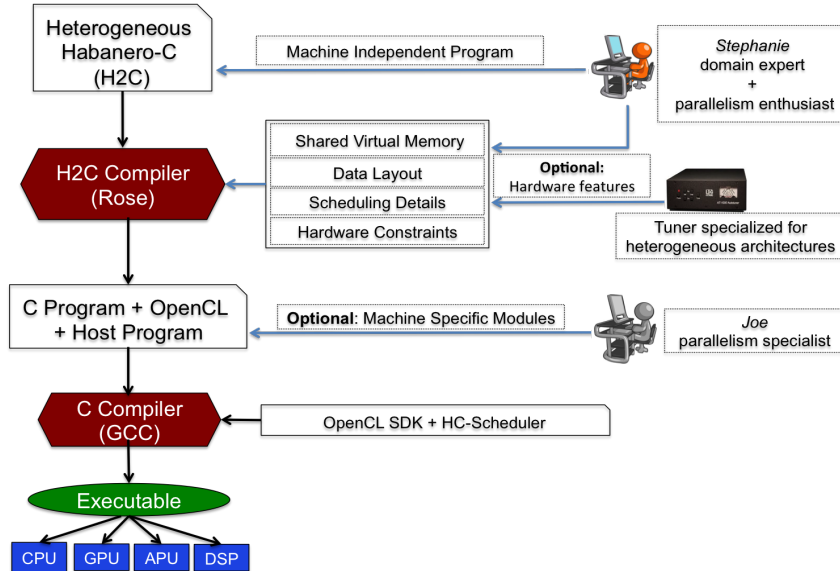 Heterogeneous
Habanero-C
(H2C)
Machine Independent Program
Stephanie
domain expert
+
parallelism enthusiast
H2C Compiler
(Rose)
Shared Virtual Memory
Data Layout
Scheduling Details
Hardware Constraints
Optional:
Hardware features
Tuner specialized for
heterogeneous architectures
C Program + OpenCL
+ Host Program
Optional: Machine Specific Modules
Joe
parallelism specialist
C Compiler
(GCC)
OpenCL SDK + HC-Scheduler
Executable
CPU
GPU
APU
DSP